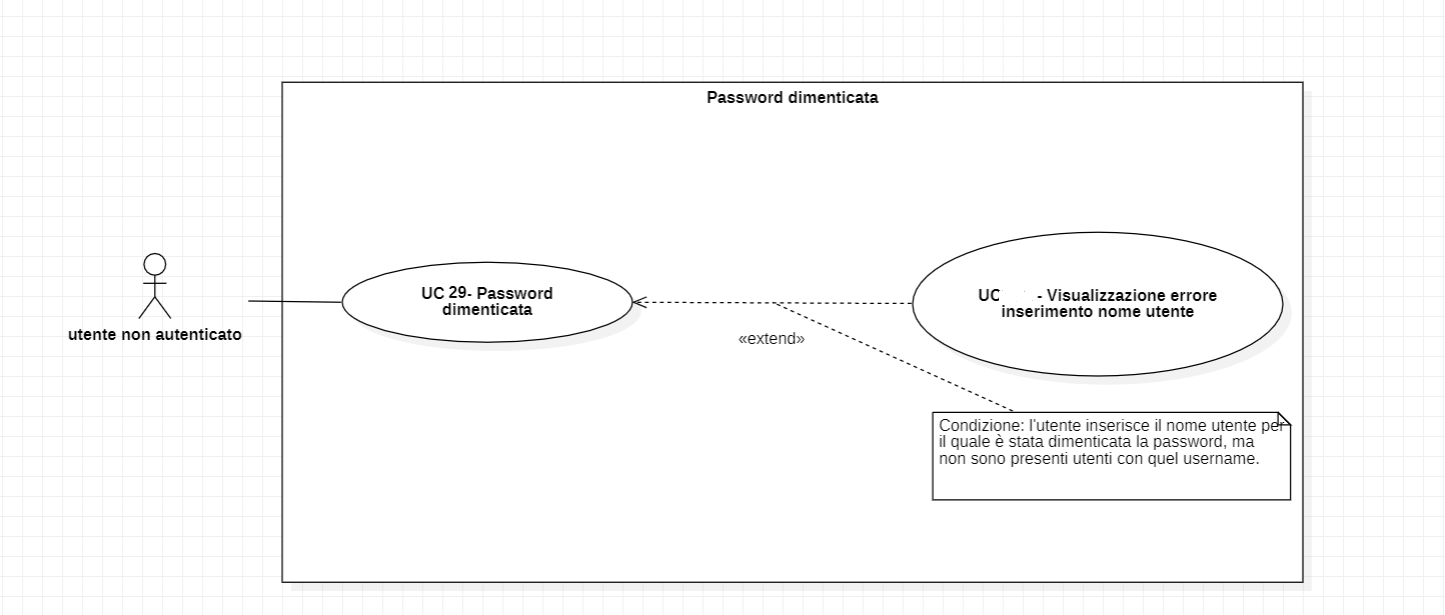 Password dimenticata
utente non autenticato
UC 29- Password
dimenticata
«extend»
UC - Visualizzazione errore
inserimento nome utente
Condizione: l'utente inserisce il nome utente per
il quale è stata dimenticata la password, ma
non sono presenti utenti con quel username.